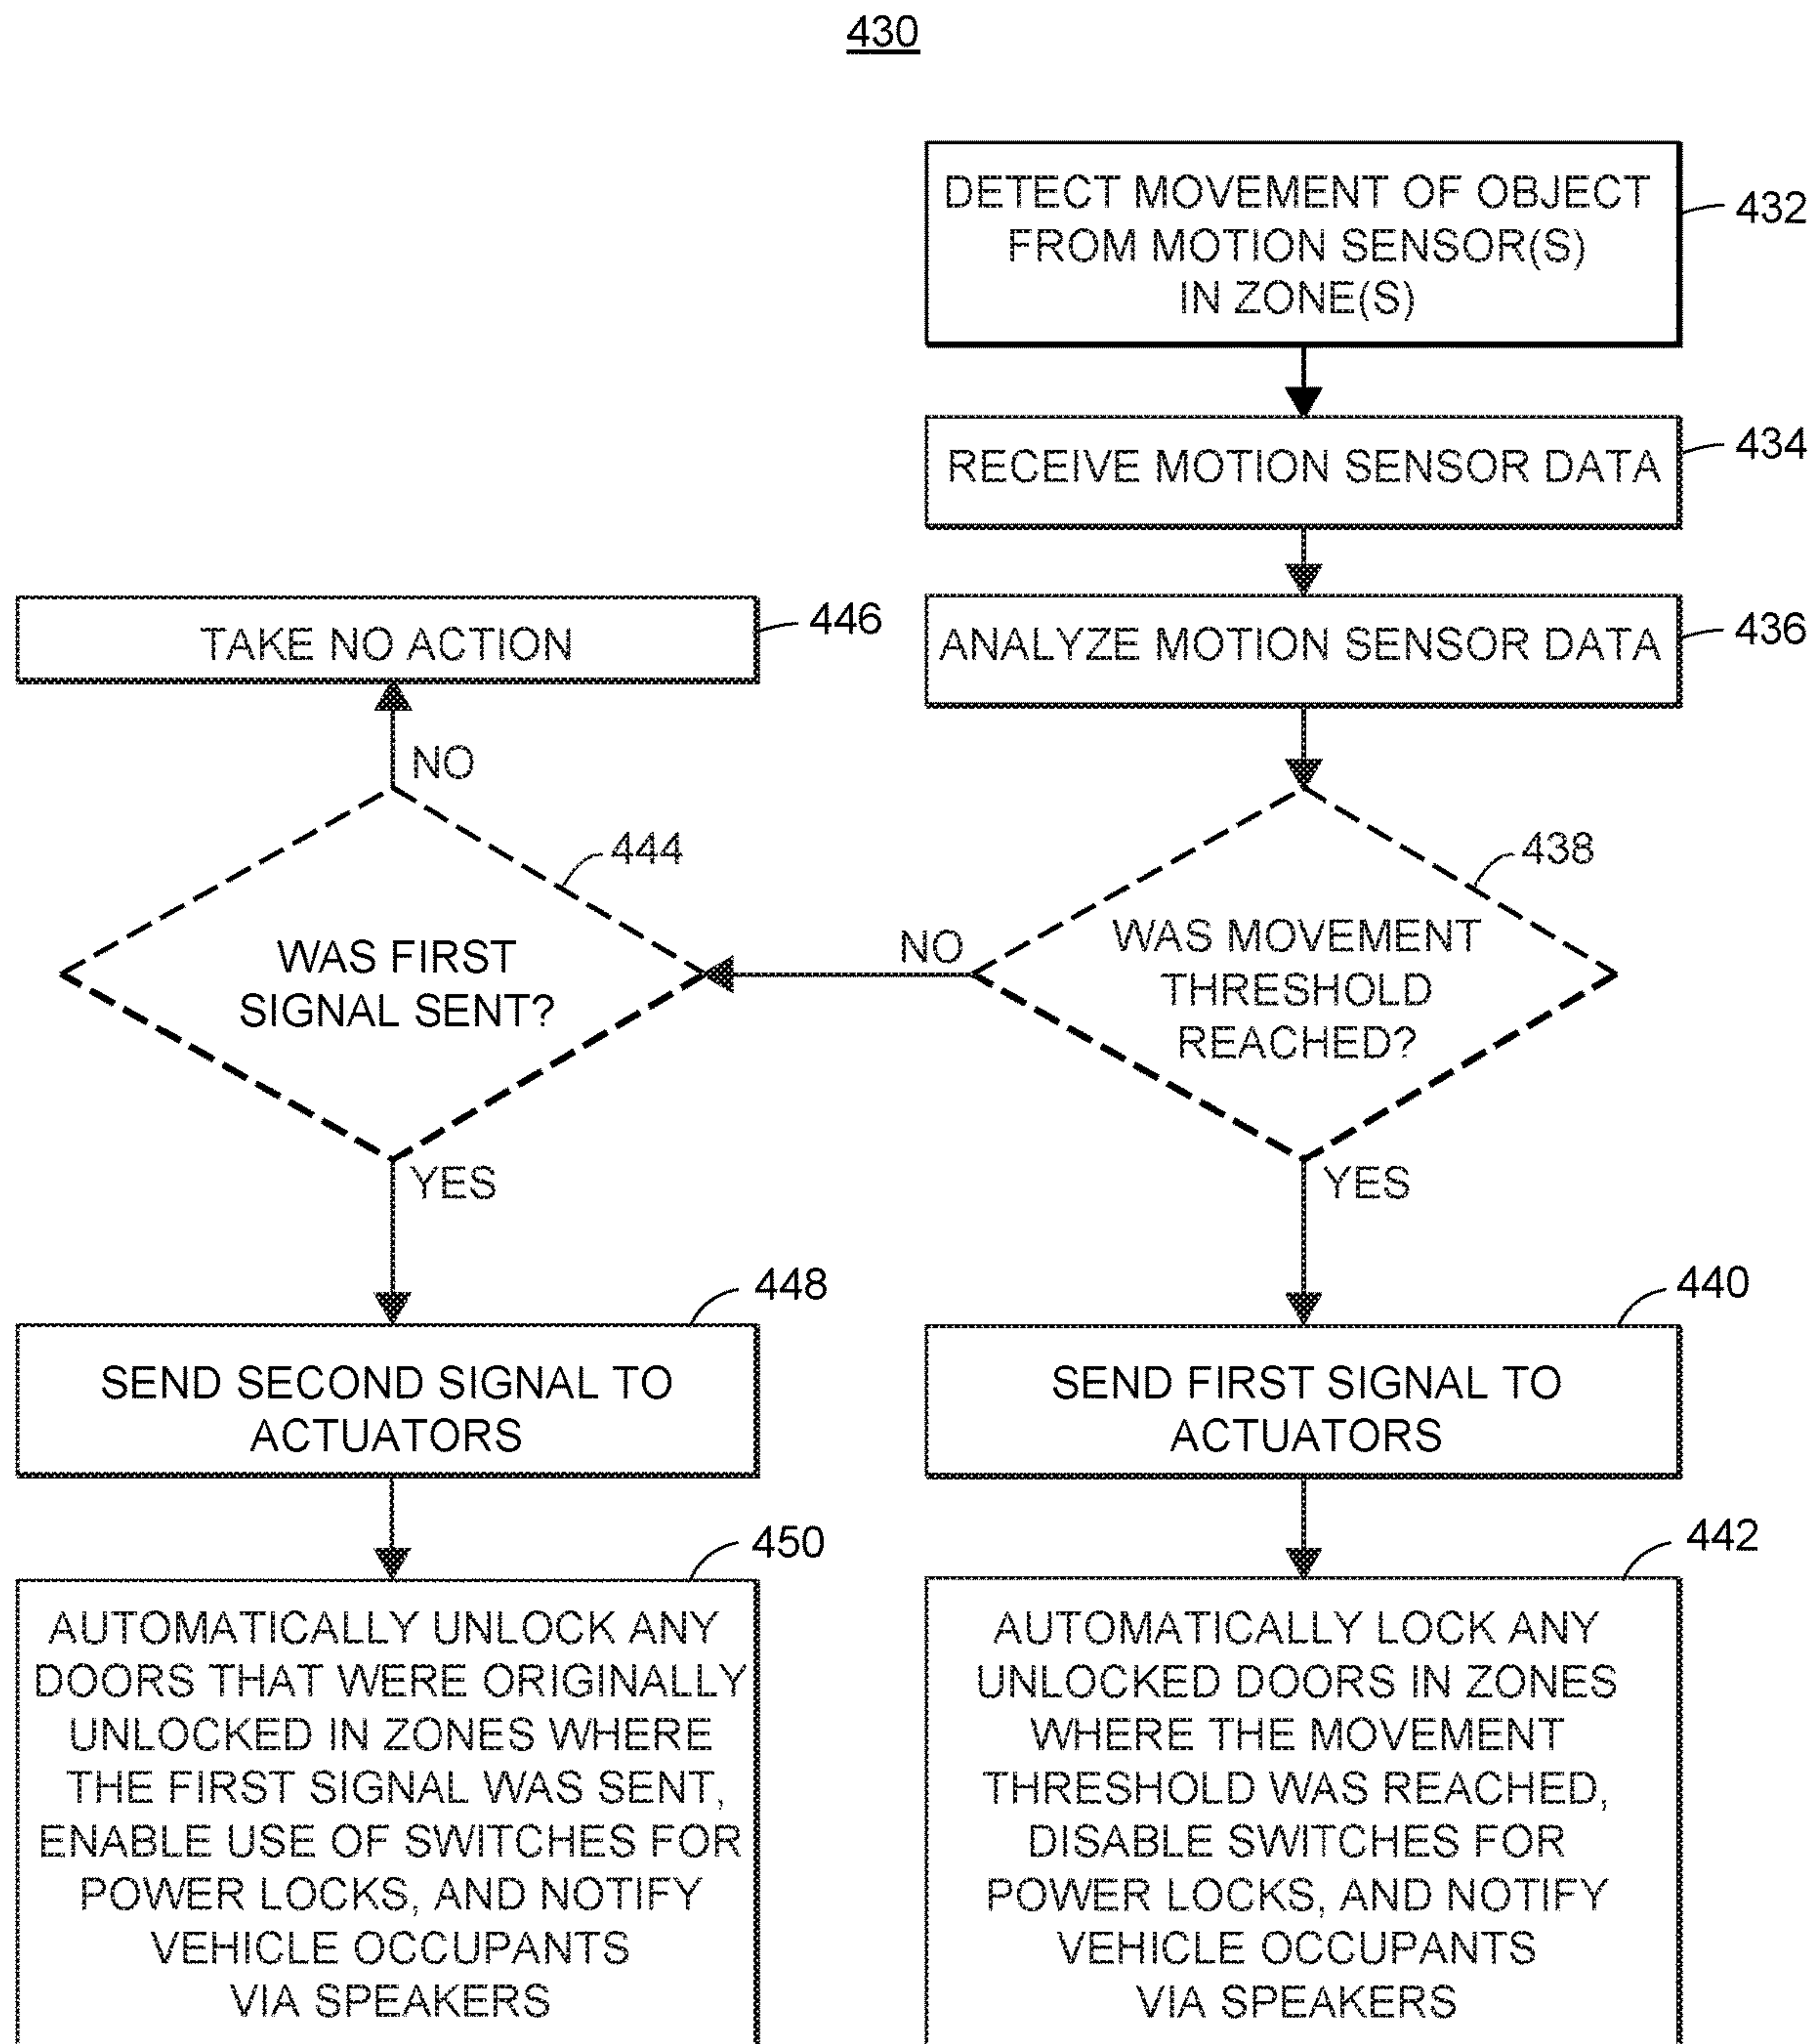 430
DETECT MOVEMENT OF OBJECT
FROM MOTION SENSOR(S)
IN ZONE(S)
432
RECEIVE MOTION SENSOR DATA
434
ANALYZE MOTION SENSOR DATA
436
WAS MOVEMENT
THRESHOLD
REACHED?
438
NO
YES
WAS FIRST
SIGNAL SENT?
444
NO
TAKE NO ACTION
446
YES
SEND SECOND SIGNAL TO
ACTUATORS
448
AUTOMATICALLY UNLOCK ANY
DOORS THAT WERE ORIGINALLY
UNLOCKED IN ZONES WHERE
THE FIRST SIGNAL WAS SENT,
ENABLE USE OF SWITCHES FOR
POWER LOCKS, AND NOTIFY
VEHICLE OCCUPANTS
VIA SPEAKERS
450
SEND FIRST SIGNAL TO
ACTUATORS
440
AUTOMATICALLY LOCK ANY
UNLOCKED DOORS IN ZONES
WHERE THE MOVEMENT
THRESHOLD WAS REACHED,
DISABLE SWITCHES FOR
POWER LOCKS, AND NOTIFY
VEHICLE OCCUPANTS
VIA SPEAKERS
442